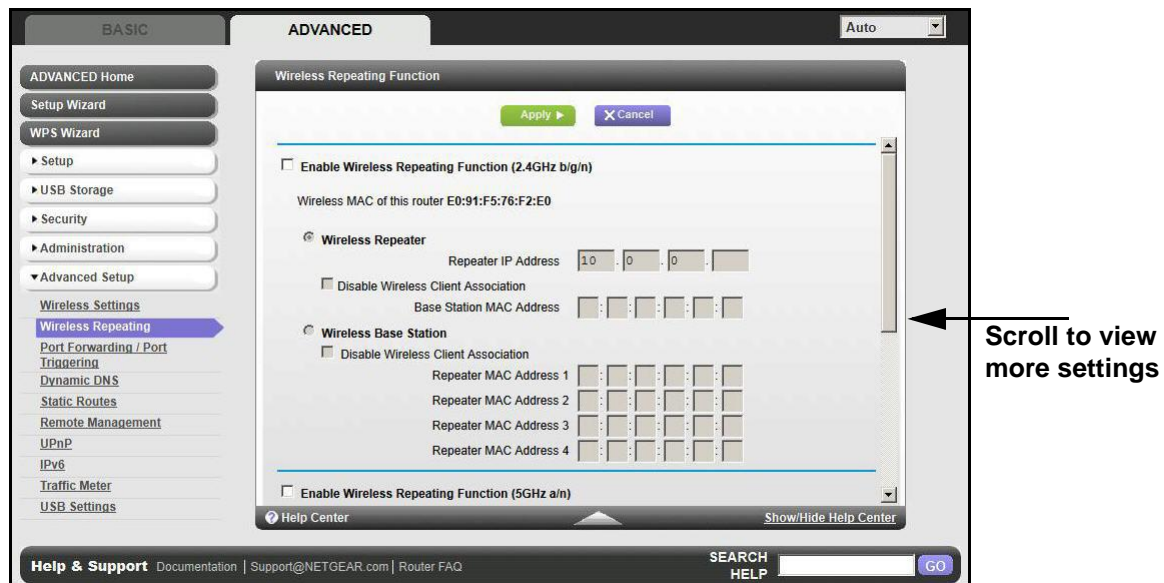 BASIC
ADVANCED
Auto
ADVANCED Home
Setup Wizard
WPS Wizard
Setup
USB Storage
Security
Administration
Advanced Setup
Wireless Settings
Wireless Repeating
Port Forwarding / Port
Triggering
Dynamic DNS
Static Routes
Remote Management
UPnP
IPv6
Traffic Meter
USB Settings
Wireless Repeating Function
Apply
X Cancel
Enable Wireless Repeating Function (2.4GHz b/g/n)
Wireless MAC of this router E0:91:F5:76:F2:E0
Wireless Repeater
Repeater IP Address 10 . 0 . 0 .
Disable Wireless Client Association
Base Station MAC Address : : : : :
Wireless Base Station
Disable Wireless Client Association
Repeater MAC Address 1 : : : : :
Repeater MAC Address 2 : : : : :
Repeater MAC Address 3 : : : : :
Repeater MAC Address 4 : : : : :
Enable Wireless Repeating Function (5GHz a/n)
? Help Center
Show/Hide Help Center
Help & Support Documentation | Support@NETGEAR.com | Router FAQ
SEARCH
HELP
GO
Scroll to view
more settings